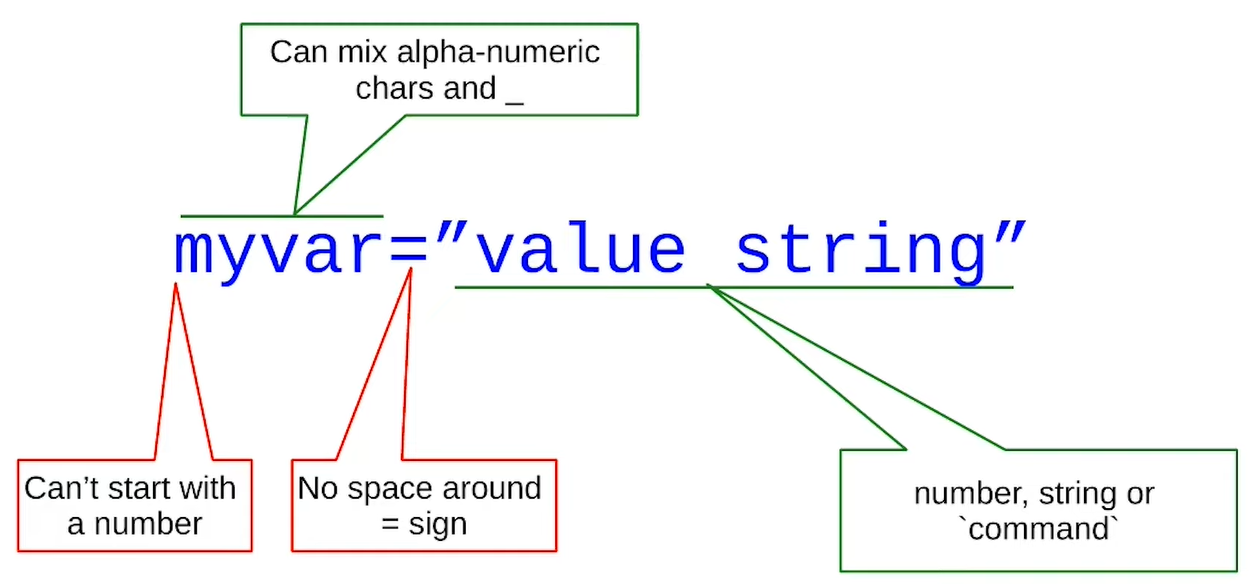 Can mix alpha-numeric
chars and _
myvar=”value string”
Can’t start with
a number
No space around
= sign
number, string or
`command`